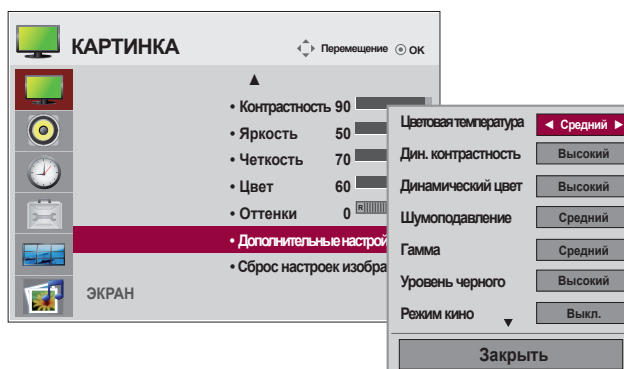 КАРТИНКА
Перемещение OK
• Контрастность 90
• Яркость 50
• Четкость 70
• Цвет 60
• Оттенки 0 R
• Дополнительные настрой
• Сброс настроек изобра
ЭКРАН
Цветовая температура ◄ Средний ►
Дин. контрастность Высокий
Динамический цвет Высокий
Шумоподавление Средний
Гамма Средний
Уровень черного Высокий
Режим кино Выкл.
Закрыть